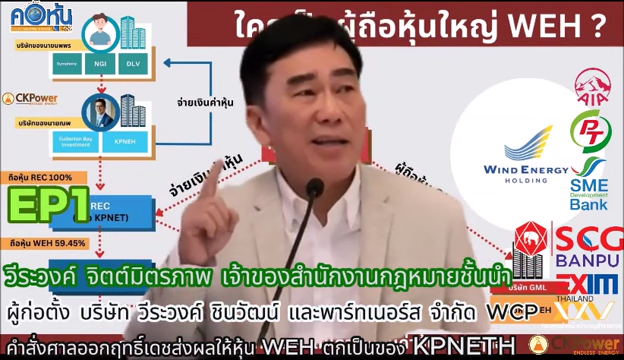 คอหุ้น
ใครเป็นผู้ถือหุ้นใหญ่ WEH ?
บริษัทของนายนพพร
Symphony
NGI
DLV
จ่ายเงินค่าหุ้น
CKPower
บริษัทของนายณพ
Fullerton Bay Investment
KPNEH
ถือหุ้น REC 100%
REC
KPNET)
ถือหุ้น WEH 59.45%
EP1
WIND ENERGY
HOLDING
AIA
PT
SME
Development
Bank
SCG
BANPU
บริษัท GML
EXIM
THAILAND
วีระวงค์ จิตต์มิตรภาพ เจ้าของสำนักงานกฎหมายชั้นนำ
ผู้ก่อตั้ง บริษัท วีระวงค์ ชินวัฒน์ และพาร์ทเนอร์ส จำกัด WCP
คำสั่งศาลออกฤทธิ์เดชส่งผลให้หุ้น WEH ตกเป็นของ KPNETH
CKPower
ENDLESS ENERGY